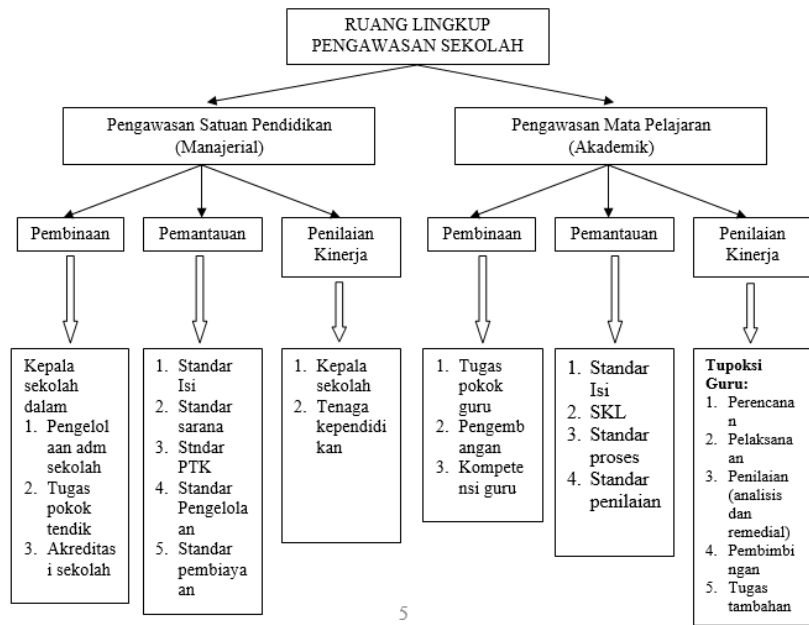 RUANG LINGKUP
PENGAWASAN SEKOLAH
Pengawasan Satuan Pendidikan
(Manajerial)
Pengawasan Mata Pelajaran
(Akademik)
Pembinaan
Pemantauan
Penilaian
Kinerja
Pembinaan
Pemantauan
Penilaian
Kinerja
Kepala
sekolah
dalam
1. Pengelol
aan adm
sekolah
2. Tugas
pokok
tendik
3. Akreditas
i sekolah
1. Standar
Isi
2. Standar
sarana
3. Stndar
PTK
4. Standar
Pengelola
an
5. Standar
pembiaya
an
1. Kepala
sekolah
2. Tenaga
kependidi
kan
1. Tugas
pokok
guru
2. Pengemb
angan
3. Kompete
nsi guru
1. Standar
Isi
2. SKL
3. Standar
proses
4. Standar
penilaian
Tupoksi
Guru:
1. Perencana
n
2. Pelaksana
an
3. Penilaian
(analisis
dan
remedial)
4. Pembimbi
ngan
5. Tugas
tambahan
5